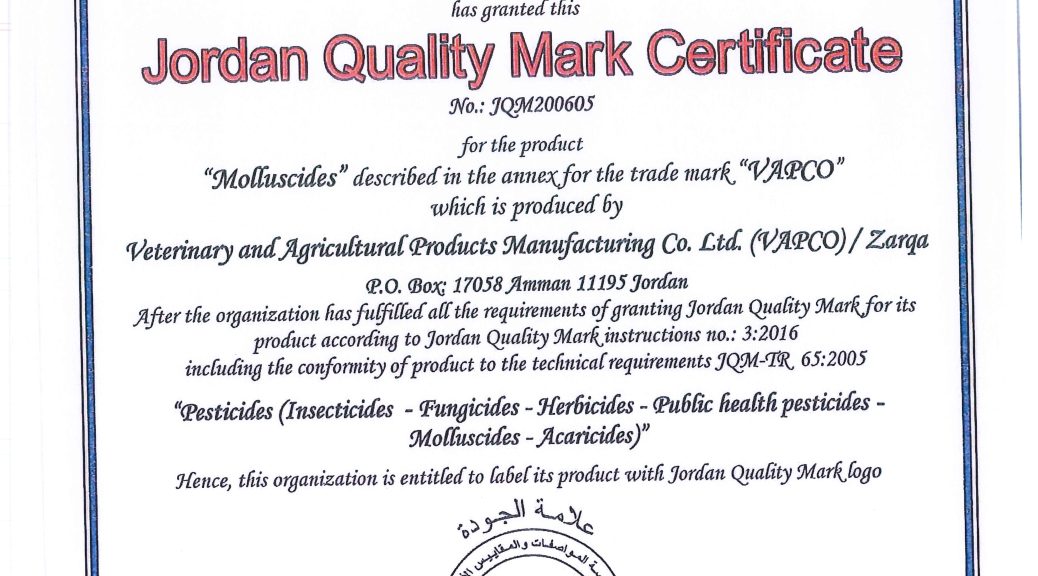 has granted this
Jordan Quality Mark Certificate
No.: JQM200605
for the product
“Molluscides” described in the annex for the trade mark “VAPCO”
which is produced by
Veterinary and Agricultural Products Manufacturing Co. Ltd. (VAPCO) / Zarqa
P.O. Box: 17058 Amman 11195 Jordan
After the organization has fulfilled all the requirements of granting Jordan Quality Mark for its
product according to Jordan Quality Mark instructions no.: 3:2016
including the conformity of product to the technical requirements JQM-TR 65:2005
“Pesticides (Insecticides - Fungicides - Herbicides - Public health pesticides -
Molluscides - Acaricides)”
Hence, this organization is entitled to label its product with Jordan Quality Mark logo
علامة الجودة
المواصفات والمقاييس